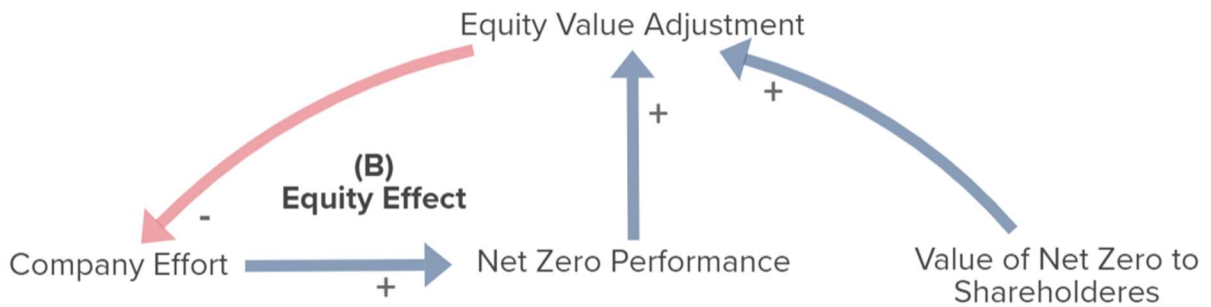 Equity Value Adjustment
+
+
(B)
Equity Effect
-
Company Effort
+
Net Zero Performance
Value of Net Zero to
Shareholderes